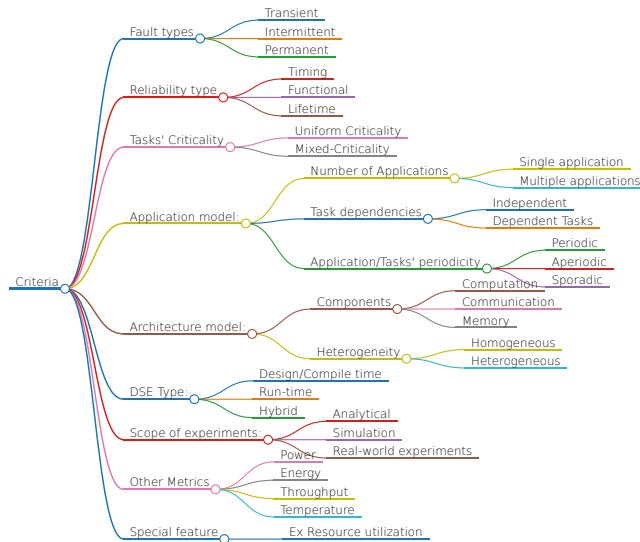 Criteria
Fault types
Transient
Intermittent
Permanent
Reliability type
Timing
Functional
Lifetime
Tasks' Criticality
Uniform Criticality
Mixed-Criticality
Application model:
Number of Applications
Single application
Multiple applications
Task dependencies
Independent
Dependent Tasks
Application/Tasks' periodicity
Periodic
Aperiodic
Sporadic
Architecture model:
Components
Computation
Communication
Memory
Heterogeneity
Homogeneous
Heterogeneous
DSE Type:
Design/Compile time
Run-time
Hybrid
Scope of experiments:
Analytical
Simulation
Real-world experiments
Other Metrics
Power
Energy
Throughput
Temperature
Special feature
Ex Resource utilization